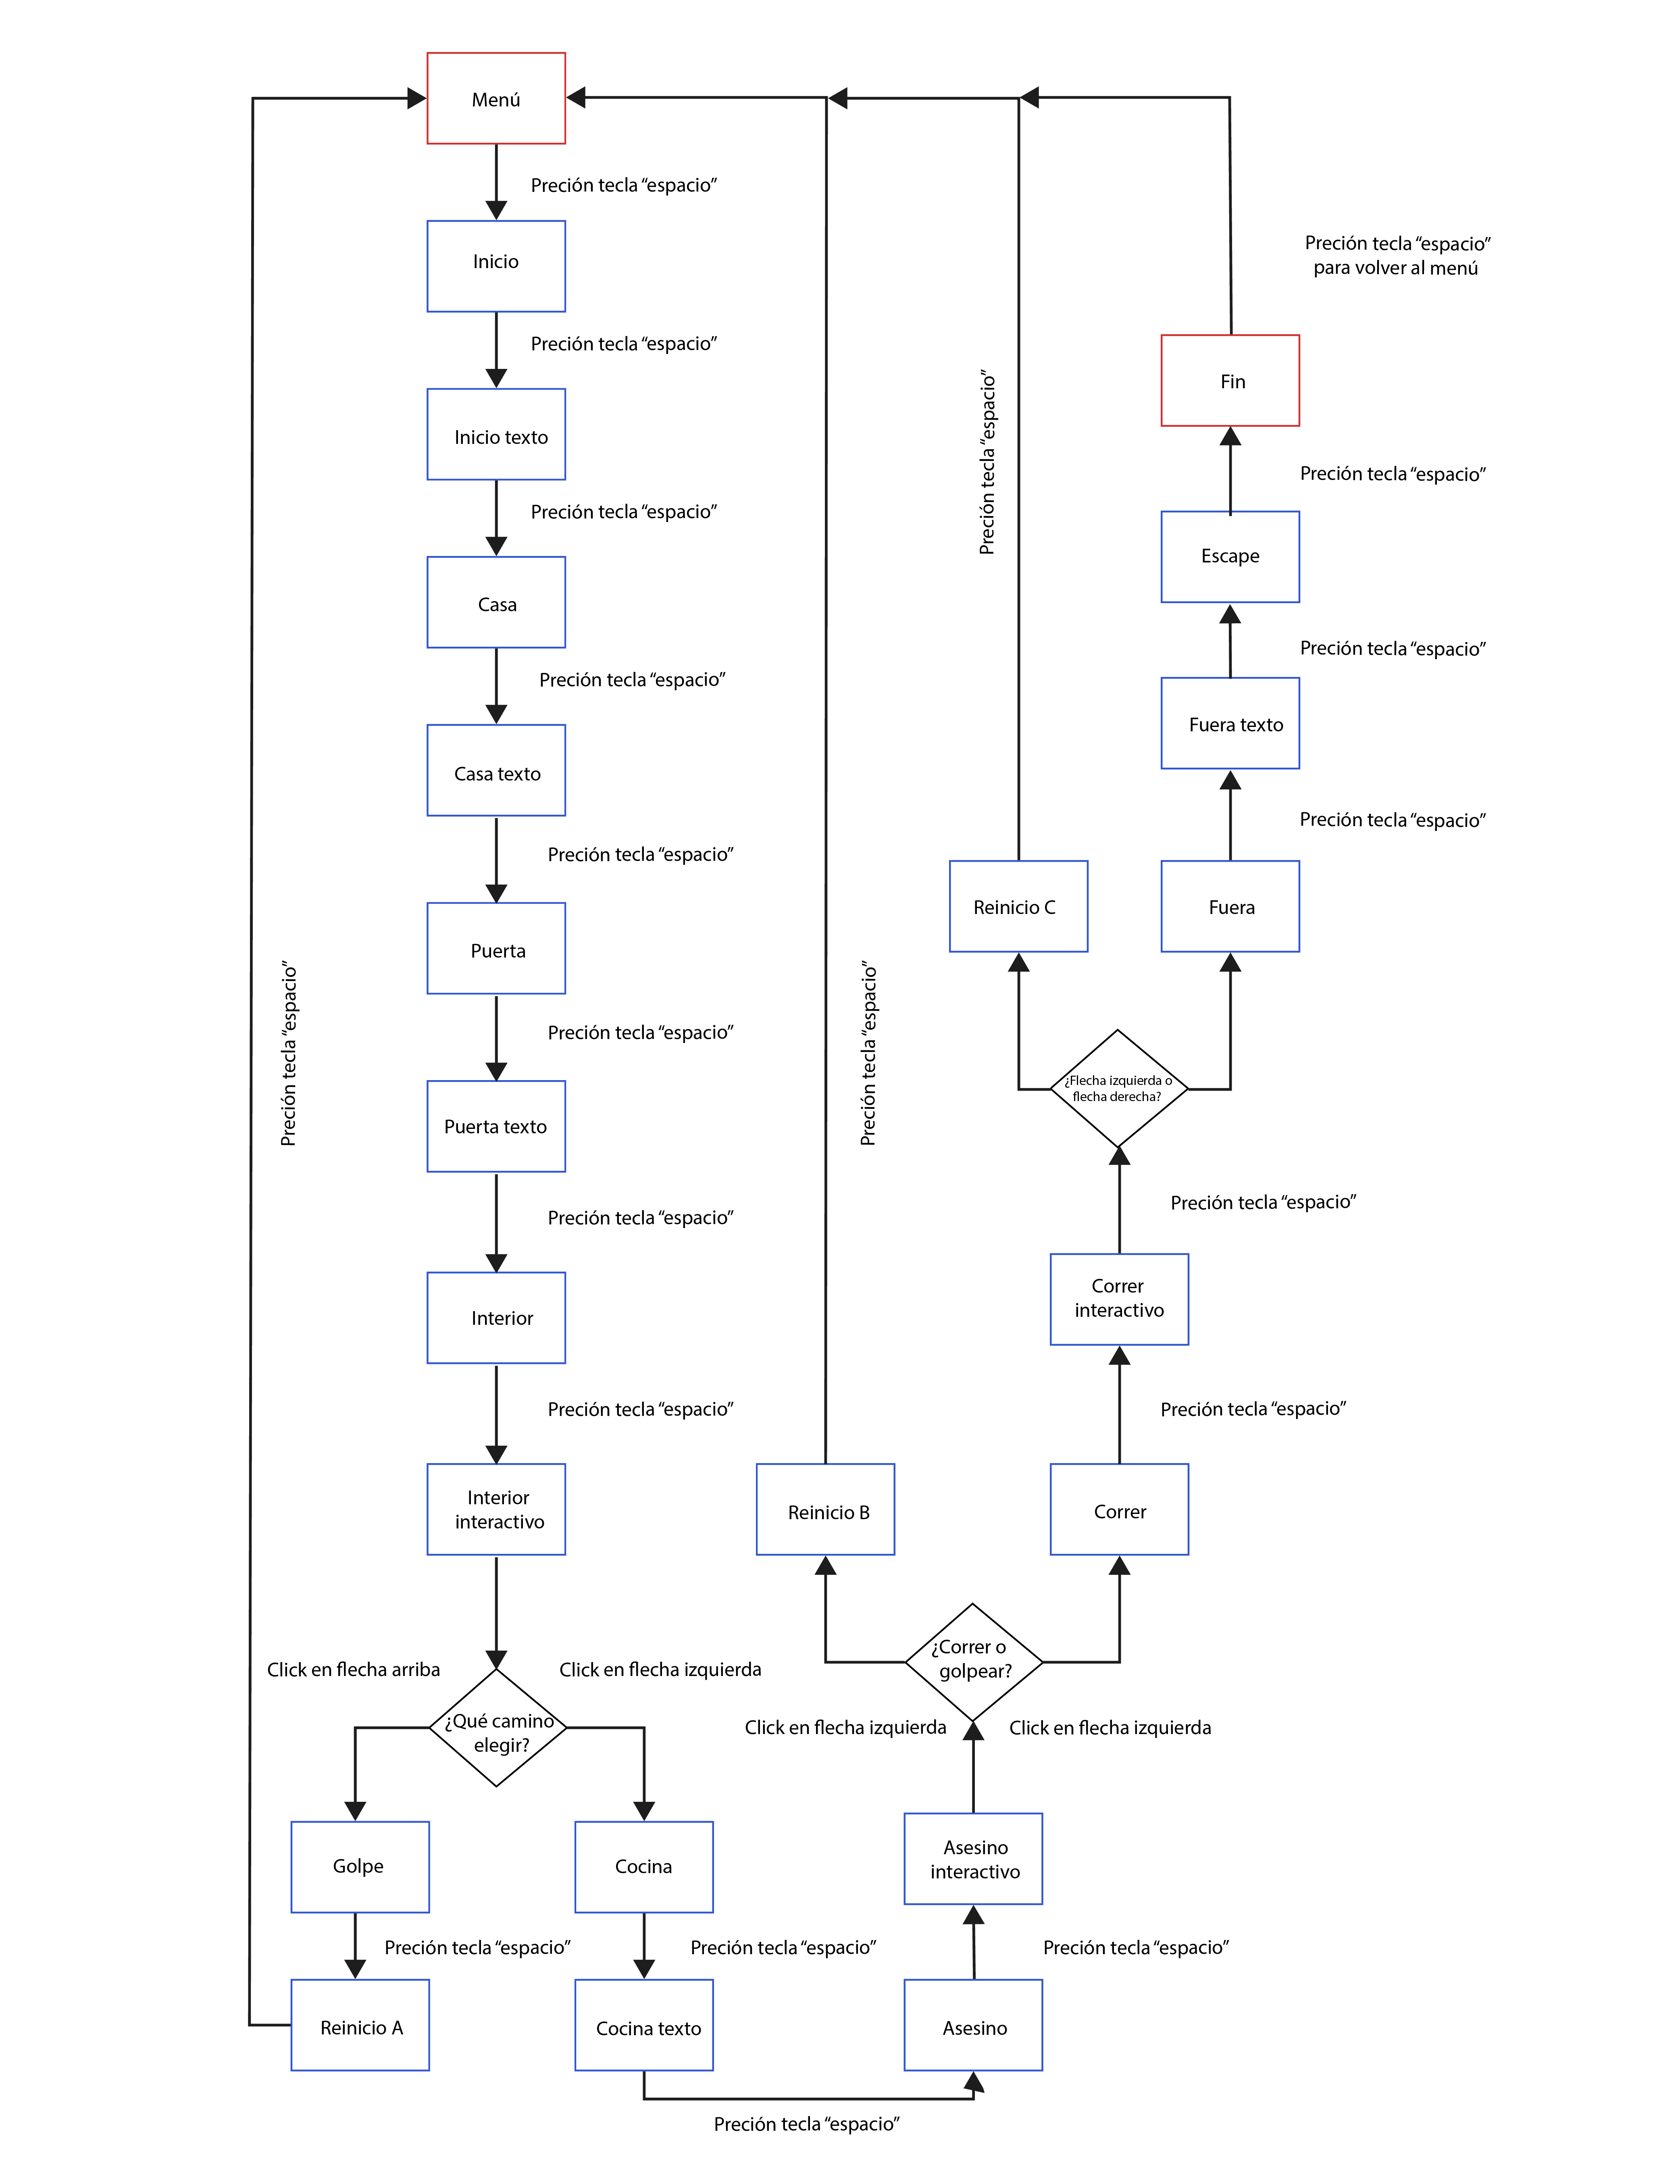 Menú
Preción tecla “espacio”
Inicio
Preción tecla “espacio”
Inicio texto
Preción tecla “espacio”
Casa
Preción tecla “espacio”
Casa texto
Preción tecla “espacio”
Puerta
Preción tecla “espacio”
Puerta texto
Preción tecla “espacio”
Interior
Preción tecla “espacio”
Interior
interactivo
Click en flecha arriba
Click en flecha izquierda
¿Qué camino
elegir?
Golpe
Preción tecla “espacio”
Reinicio A
Preción tecla “espacio”
Cocina
Preción tecla “espacio”
Cocina texto
Preción tecla “espacio”
Asesino
Preción tecla “espacio”
Asesino
interactivo
Click en flecha izquierda
Click en flecha izquierda
¿Correr o
golpear?
Reinicio B
Preción tecla “espacio”
Correr
Preción tecla “espacio”
Correr
interactivo
Preción tecla “espacio”
¿Flecha izquierda o
flecha derecha?
Reinicio C
Preción tecla “espacio”
Fuera
Preción tecla “espacio”
Fuera texto
Preción tecla “espacio”
Escape
Preción tecla “espacio”
Fin
Preción tecla “espacio”
para volver al menú